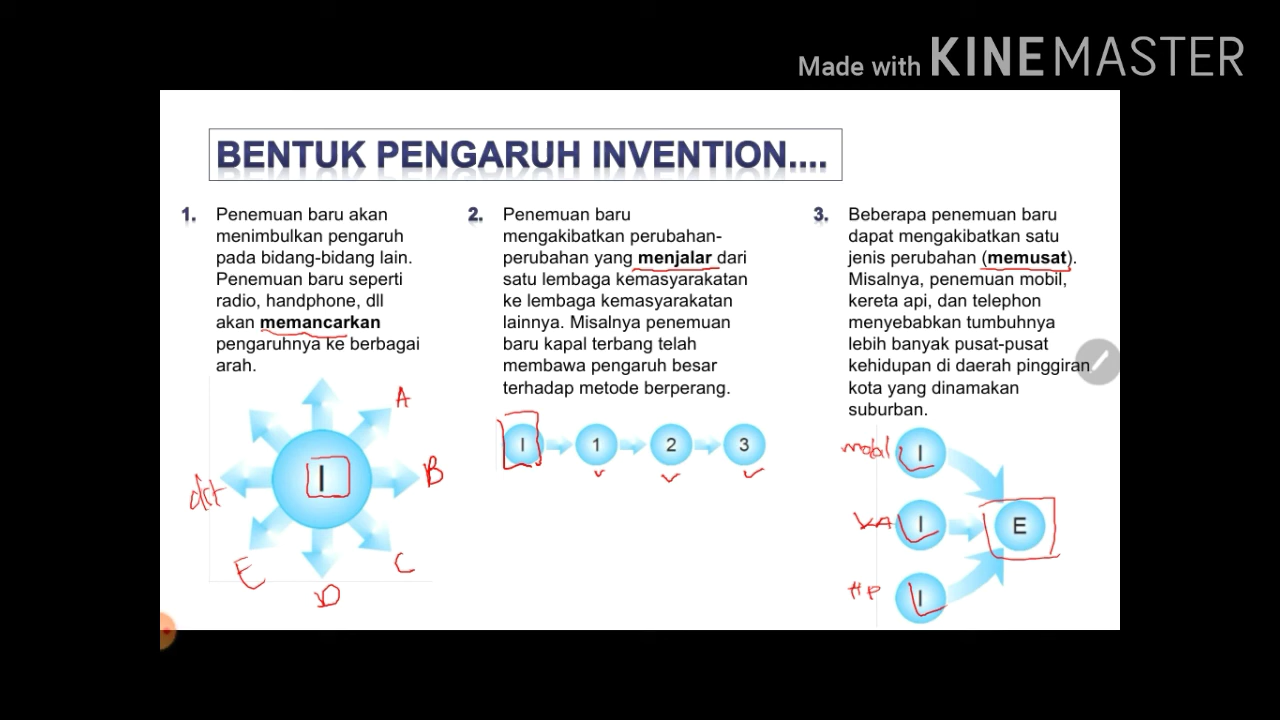 Made with KINEMASTER
BENTUK PENGARUH INVENTION....
1. Penemuan baru akan
menimbulkan pengaruh
pada bidang-bidang lain.
Penemuan baru seperti
radio, handphone, dll
akan memancarkan
pengaruhnya ke berbagai
arah.
I
A
B
C
D
E
2. Penemuan baru
mengakibatkan perubahan-
perubahan yang menjalar dari
satu lembaga kemasyarakatan
ke lembaga kemasyarakatan
lainnya. Misalnya penemuan
baru kapal terbang telah
membawa pengaruh besar
terhadap metode berperang.
I 1 2 3
3. Beberapa penemuan baru
dapat mengakibatkan satu
jenis perubahan (memusat).
Misalnya, penemuan mobil,
kereta api, dan telephon
menyebabkan tumbuhnya
lebih banyak pusat-pusat
kehidupan di daerah pinggiran
kota yang dinamakan
suburban.
mobil I
KA I E
HP I